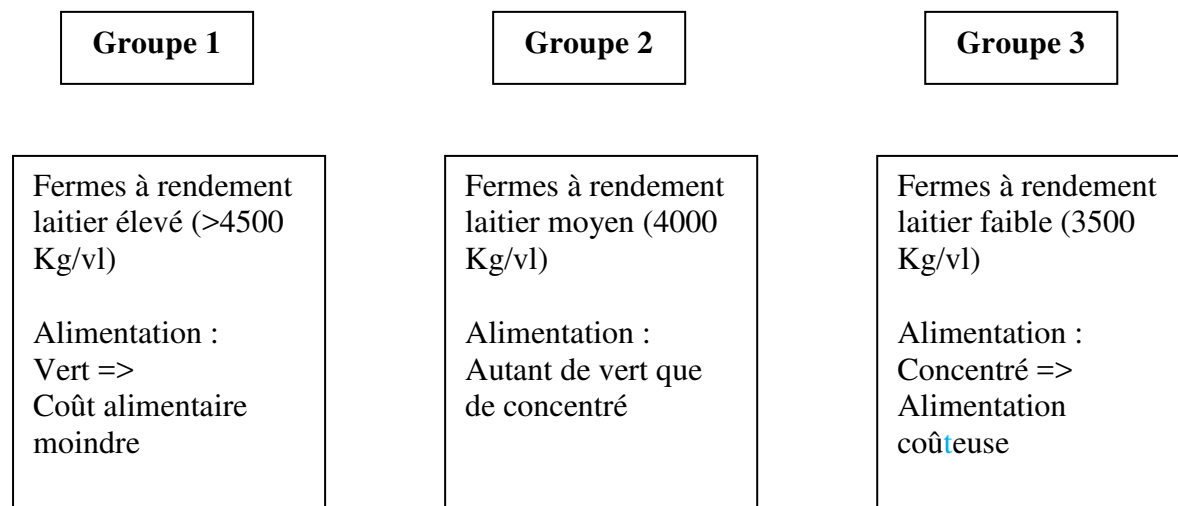 Groupe 1
Groupe 2
Groupe 3
Fermes à rendement
laitier élevé (>4500
Kg/vl)
Alimentation :
Vert =>
Coût alimentaire
moindre
Fermes à rendement
laitier moyen (4000
Kg/vl)
Alimentation :
Autant de vert que
de concentré
Fermes à rendement
laitier faible (3500
Kg/vl)
Alimentation :
Concentré =>
Alimentation
coûteuse